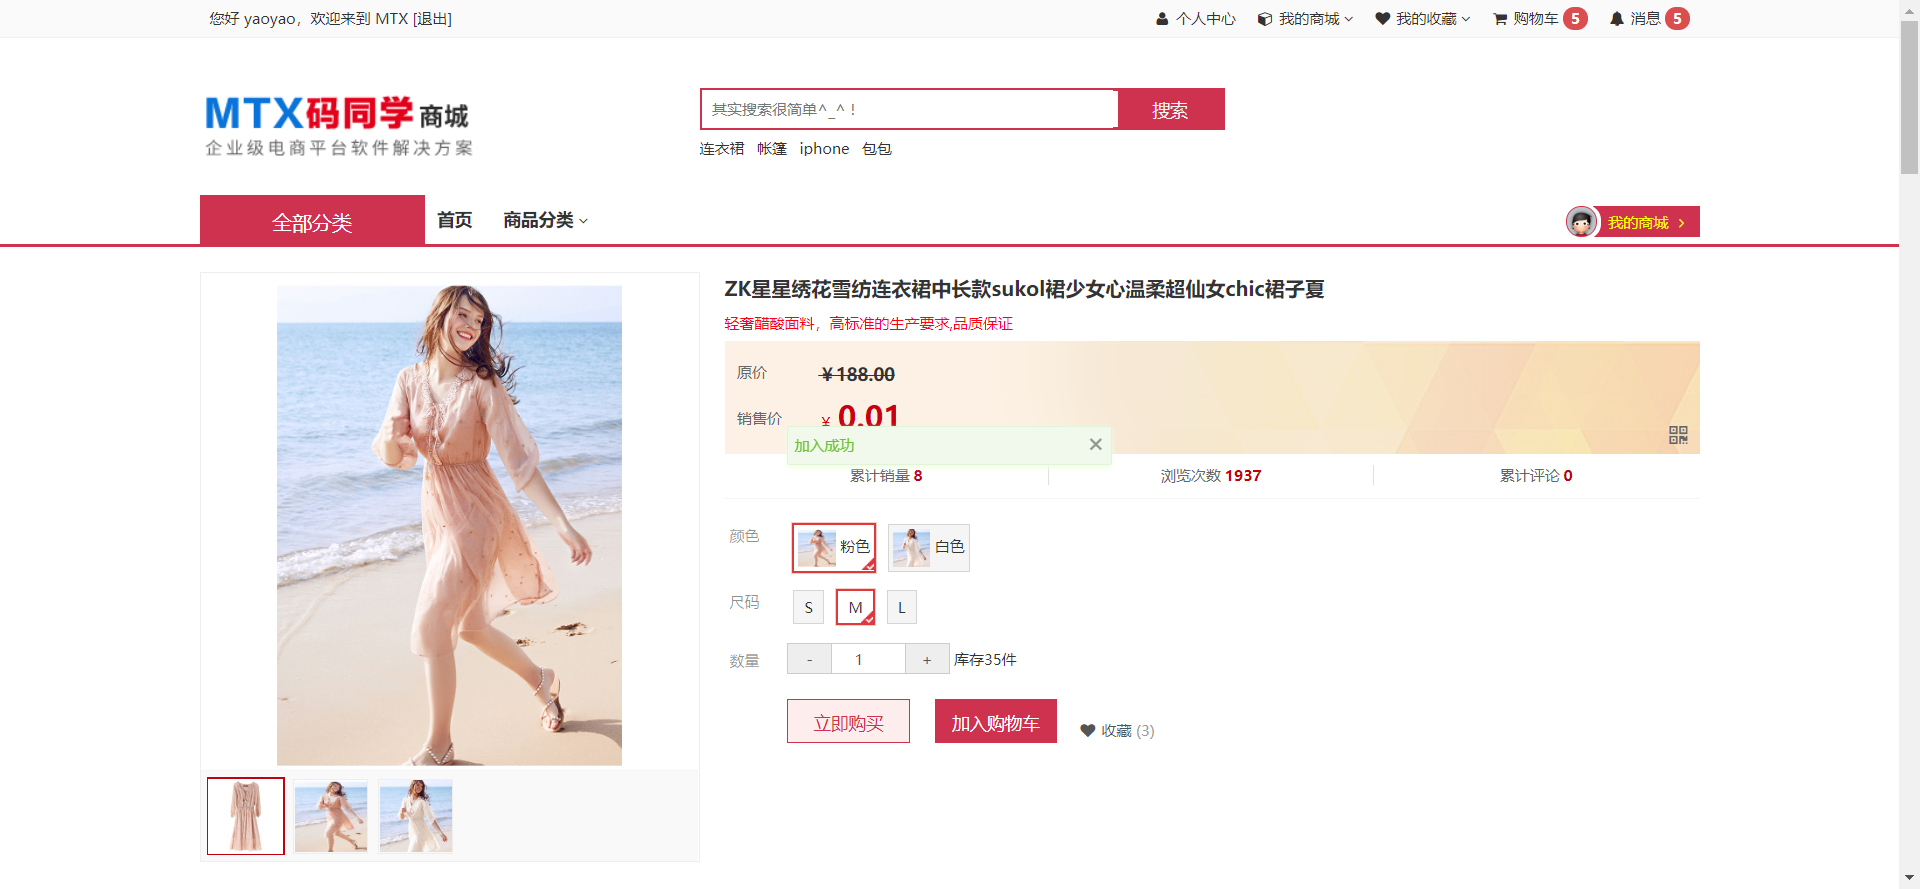 您好 yaoyao，欢迎来到 MTX [退出]
个人中心 我的商城 我的收藏 购物车 5 消息 5
MTX码同学 商城
企业级电商平台软件解决方案
其实搜索很简单^_^ !
搜索
连衣裙 帐篷 iphone 包包
全部分类 首页 商品分类
我的商城 >
ZK星星绣花雪纺连衣裙中长款sukol裙少女心温柔超仙女chic裙子夏
轻奢醋酸面料，高标准的生产要求,品质保证
原价 ￥188.00
销售价 ￥ 0.01
加入成功 ×
累计销量 8 浏览次数 1937 累计评论 0
颜色 粉色 白色
尺码 S M L
数量 - 1 + 库存35件
立即购买 加入购物车 收藏 (3)